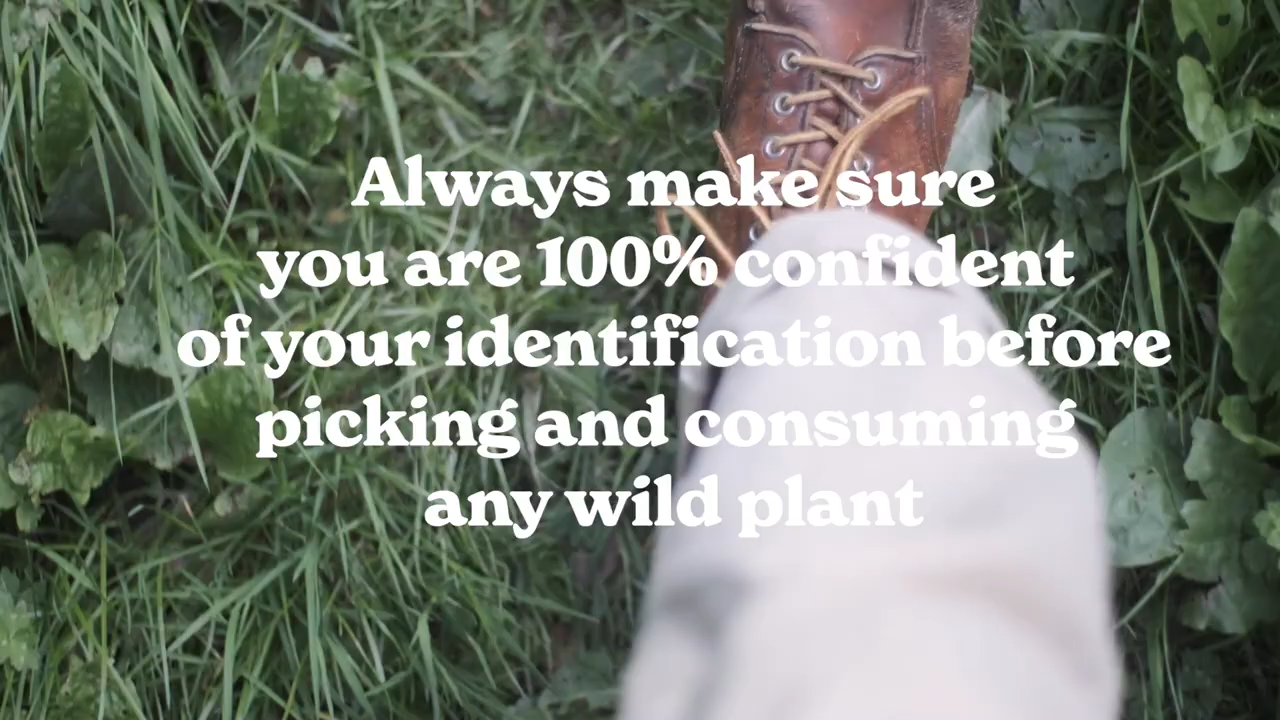 Always make sure
you are 100% confident
of your identification before
picking and consuming
any wild plant